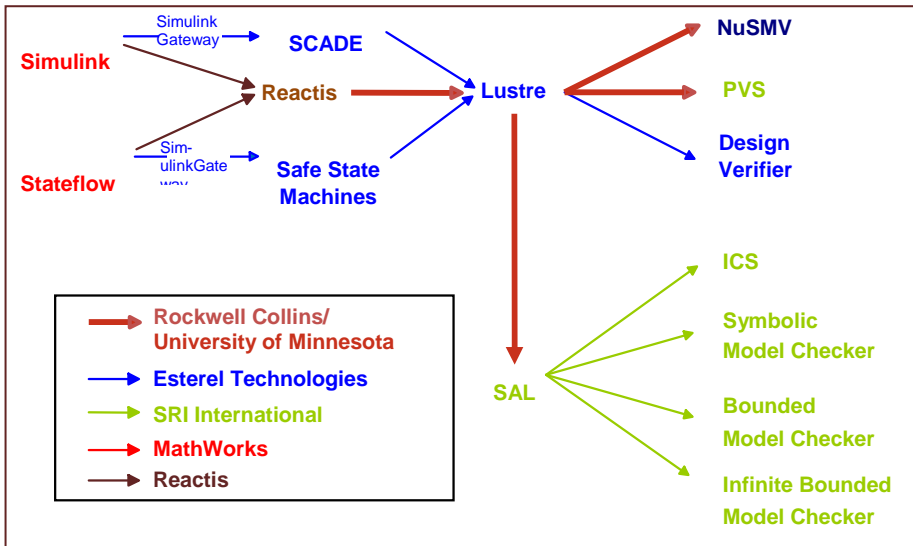 Simulink
Gateway
SCADE
NuSMV
Simulink
Reactis
Lustre
PVS
Sim-
ulinkGate
way
Stateflow
Safe State
Machines
Design
Verifier
ICS
Symbolic
Model Checker
SAL
Bounded
Model Checker
Infinite Bounded
Model Checker
Rockwell Collins/
University of Minnesota
Esterel Technologies
SRI International
MathWorks
Reactis